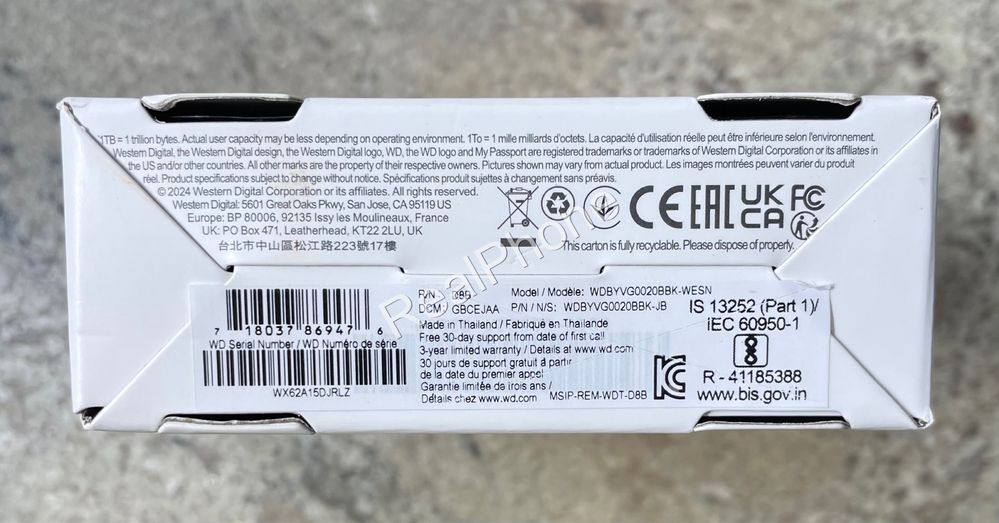 1TB = 1 trillion bytes. Actual user capacity may be less depending on operating environment. 1To = 1 mille milliards d'octets. La capacité d'utilisation réelle peut être inférieure selon l'environnement.
Western Digital, the Western Digital design, the Western Digital logo, WD, the WD logo and My Passport are registered trademarks or trademarks of Western Digital Corporation or its affiliates in
the US and/or other countries. All other marks are the property of their respective owners. Pictures shown may vary from actual product. Les images montrées peuvent varier du produit
réel. Product specifications subject to change without notice. Spécifications produit sujettes à changement sans préavis.
© 2024 Western Digital Corporation or its affiliates. All rights reserved.
Western Digital: 5601 Great Oaks Pkwy, San Jose, CA 95119 US
Europe: BP 80006, 92135 Issy les Moulineaux, France
UK: PO Box 471, Leatherhead, KT22 2LU, UK
台北市中山區松江路223號17樓
CE EAC UK CA FC
This carton is fully recyclable. Please dispose of properly.
RealPhone
7 18037 86947 6
WD Serial Number / WD Numéro de série
WX62A15DJRLZ
P/N: D8B Model / Modèle: WDBYVG0020BBK-WESN
DCM: GBCEJAA P/N / N/S: WDBYVG0020BBK-JB
Made in Thailand / Fabriqué en Thaïlande
Free 30-day support from date of first call
3-year limited warranty / Details at www.wd.com
30 jours de support gratuit à partir
de la date du premier appel
Garantie limitée de trois ans /
Détails chez www.wd.com
MSIP-REM-WDT-D8B
IS 13252 (Part 1)/
IEC 60950-1
R - 41185388
www.bis.gov.in